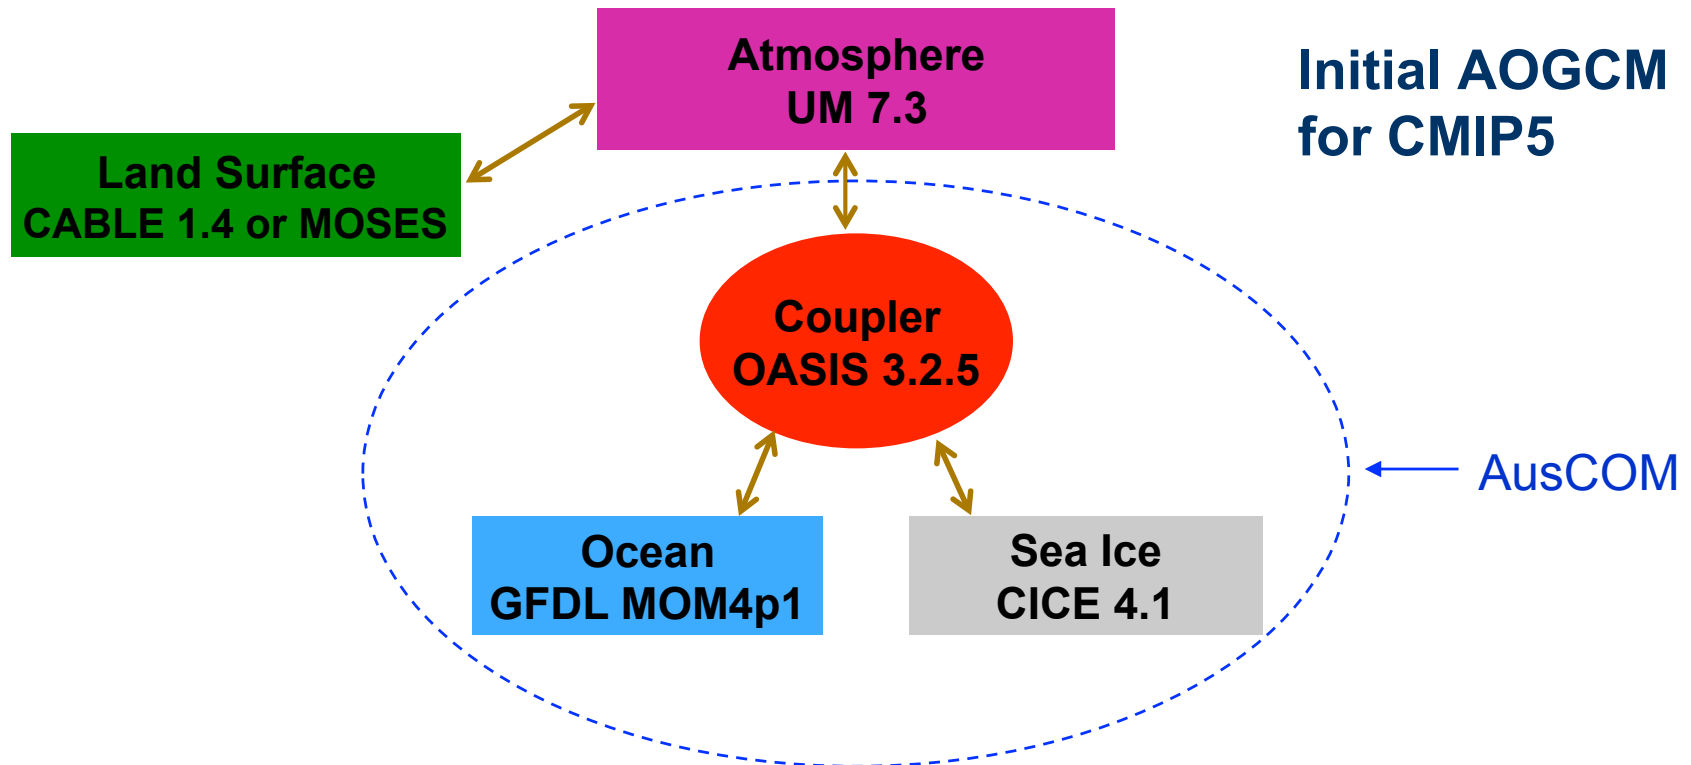 Atmosphere
UM 7.3
Initial AOGCM
for CMIP5
Land Surface
CABLE 1.4 or MOSES
Coupler
OASIS 3.2.5
AusCOM
Ocean
GFDL MOM4p1
Sea Ice
CICE 4.1